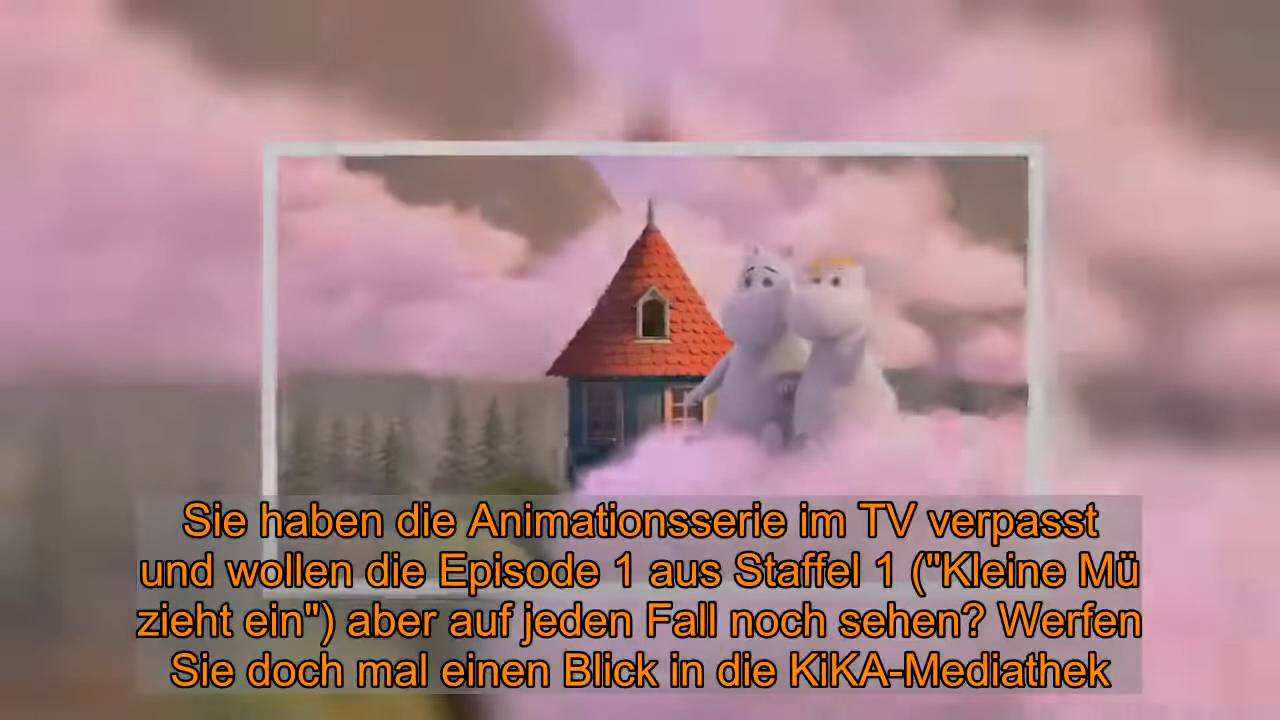 Sie haben die Animationsserie im TV verpasst
und wollen die Episode 1 aus Staffel 1 ("Kleine Mü
zieht ein") aber auf jeden Fall noch sehen? Werfen
Sie doch mal einen Blick in die KiKA-Mediathek